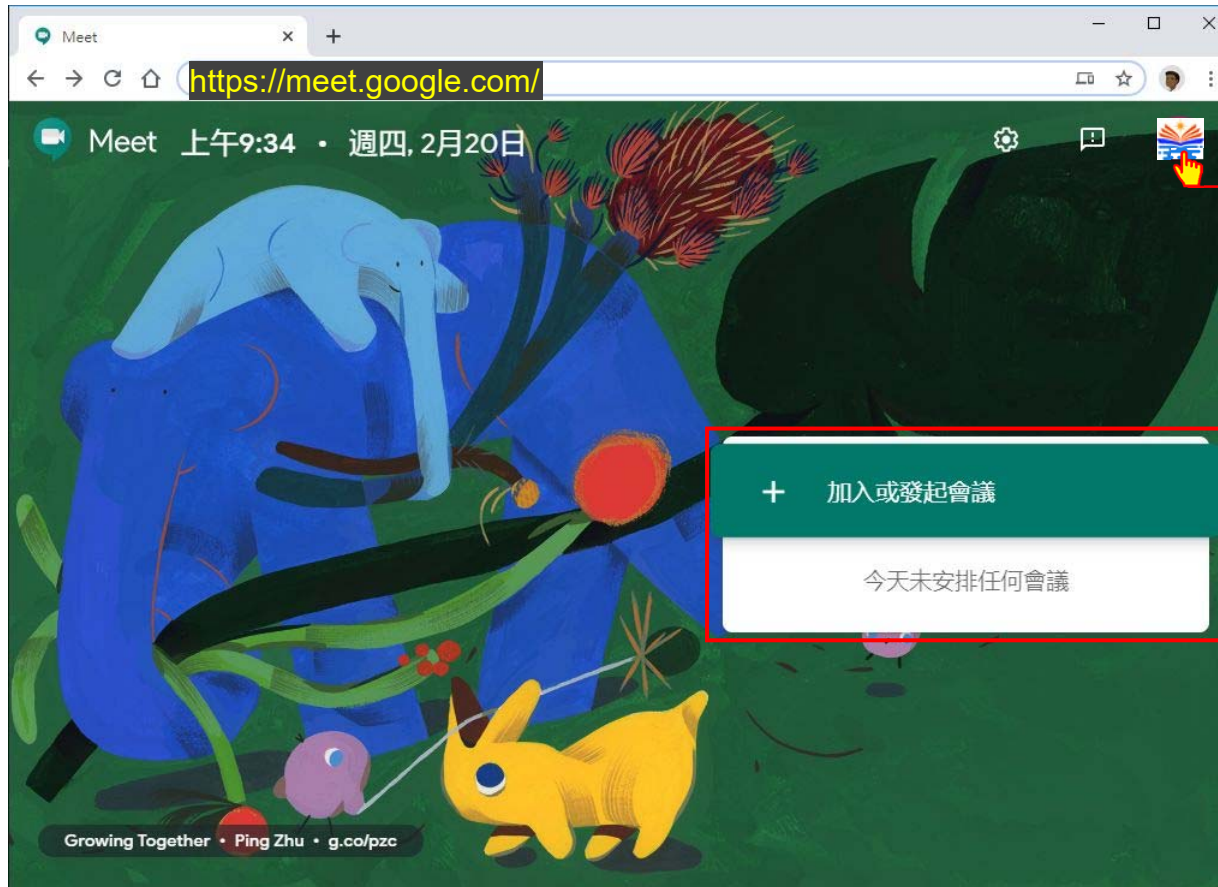 Meet
https://meet.google.com/
Meet 上午9:34 • 週四, 2月20日
加入或發起會議
今天未安排任何會議
Growing Together • Ping Zhu • g.co/pzc